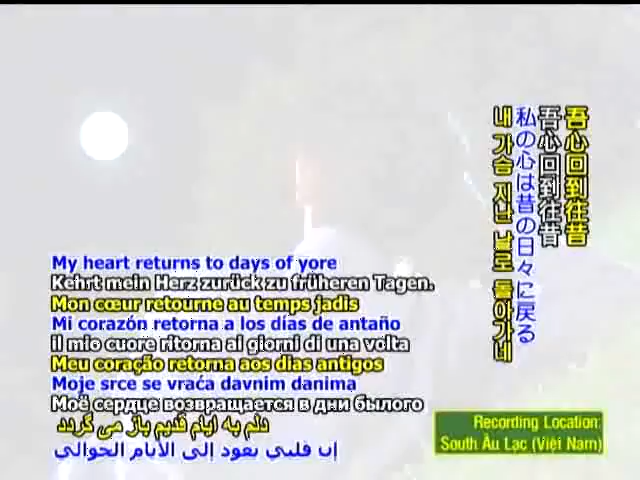 My heart returns to days of yore
Kehrt mein Herz zurück zu früheren Tagen.
Mon cœur retourne au temps jadis
Mi corazón retorna a los días de antaño
il mio cuore ritorna ai giorni di una volta
Meu coração retorna aos dias antigos
Moje srce se vraća davnim danima
Моё сердце возвращается в дни былого
دلم به ایام قدیم باز می گردد
إن قلبي يعود إلى الأيام الخوالي
吾心回到往昔
吾心回到往昔
私の心は昔の日々に戻る
내 가슴 지난 날로 돌아가네
Recording Location:
South Âu Lạc (Việt Nam)